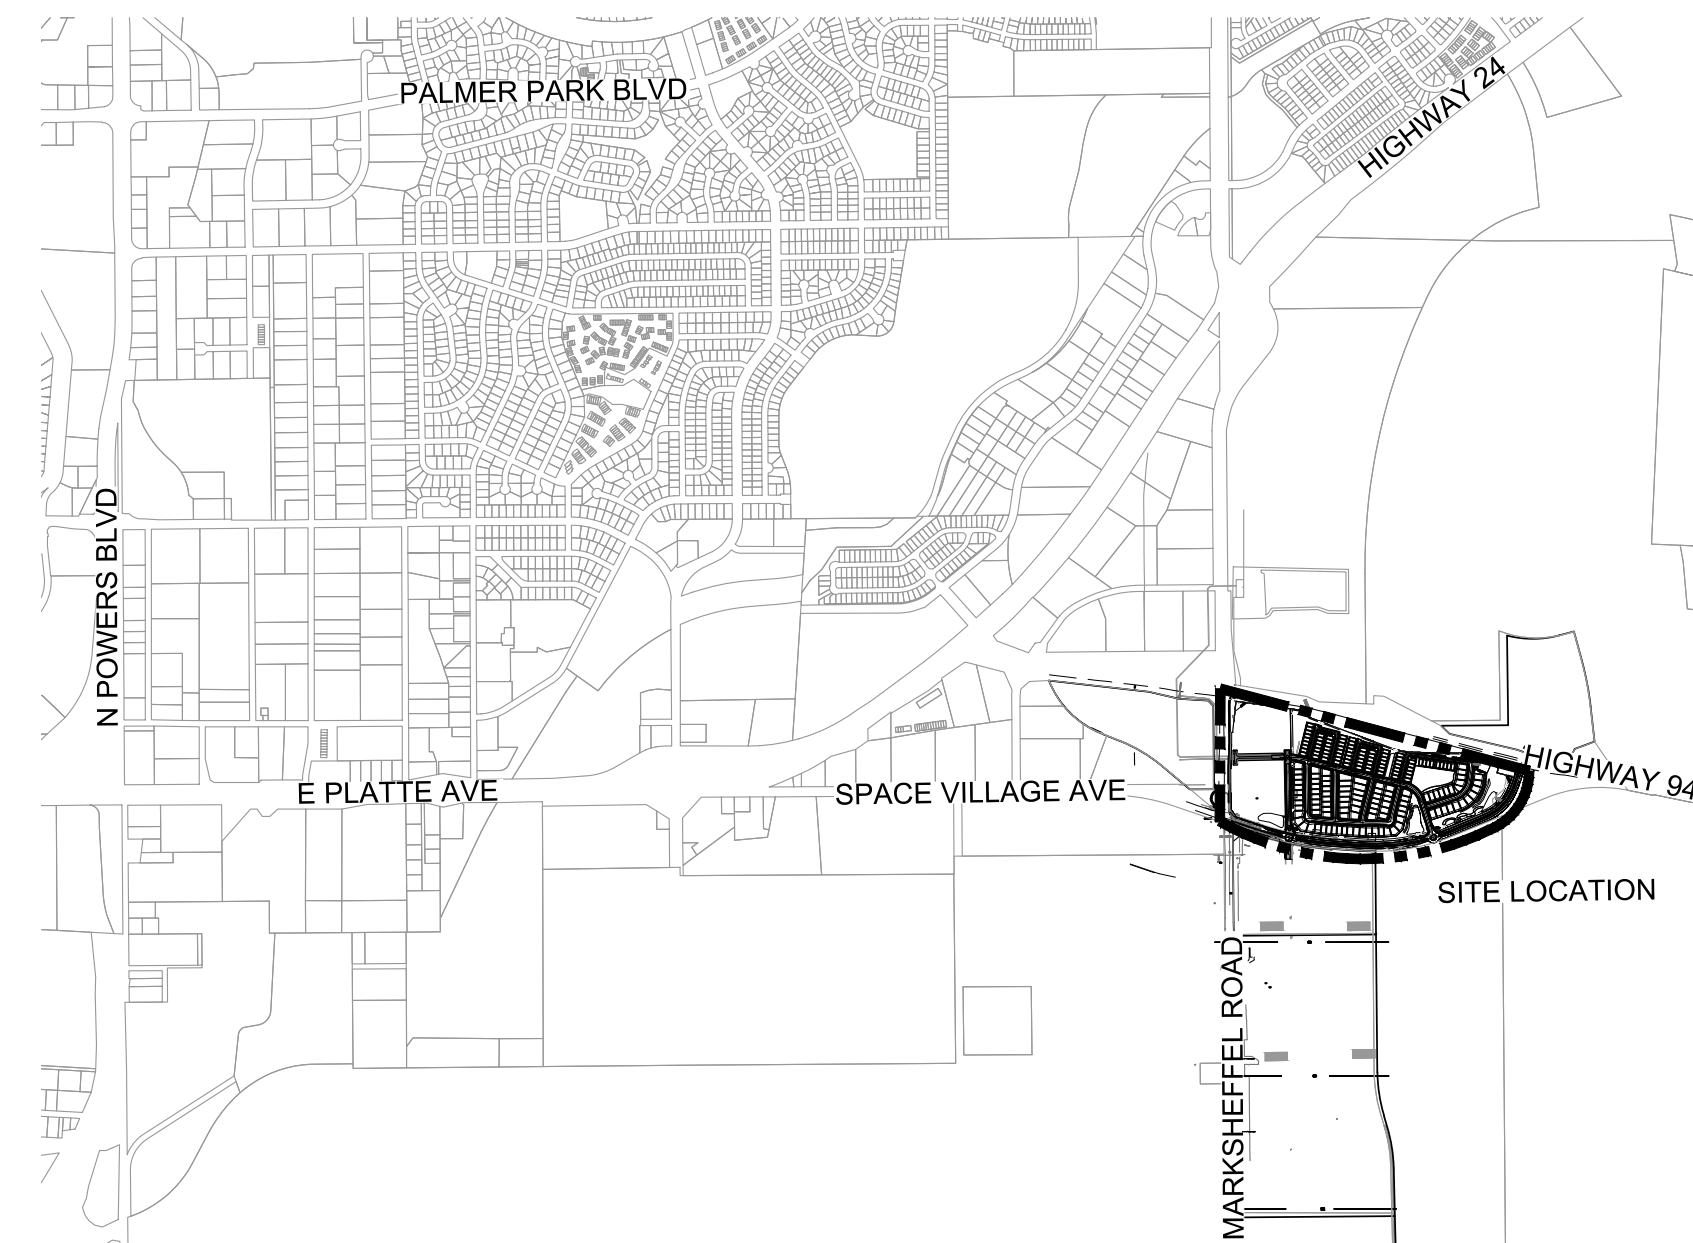 PALMER PARK BLVD
HIGHWAY 24
N POWERS BLVD
HIGHWAY 94
E PLATTE AVE
SPACE VILLAGE AVE
SITE LOCATION
MARKSHEFFEL ROAD